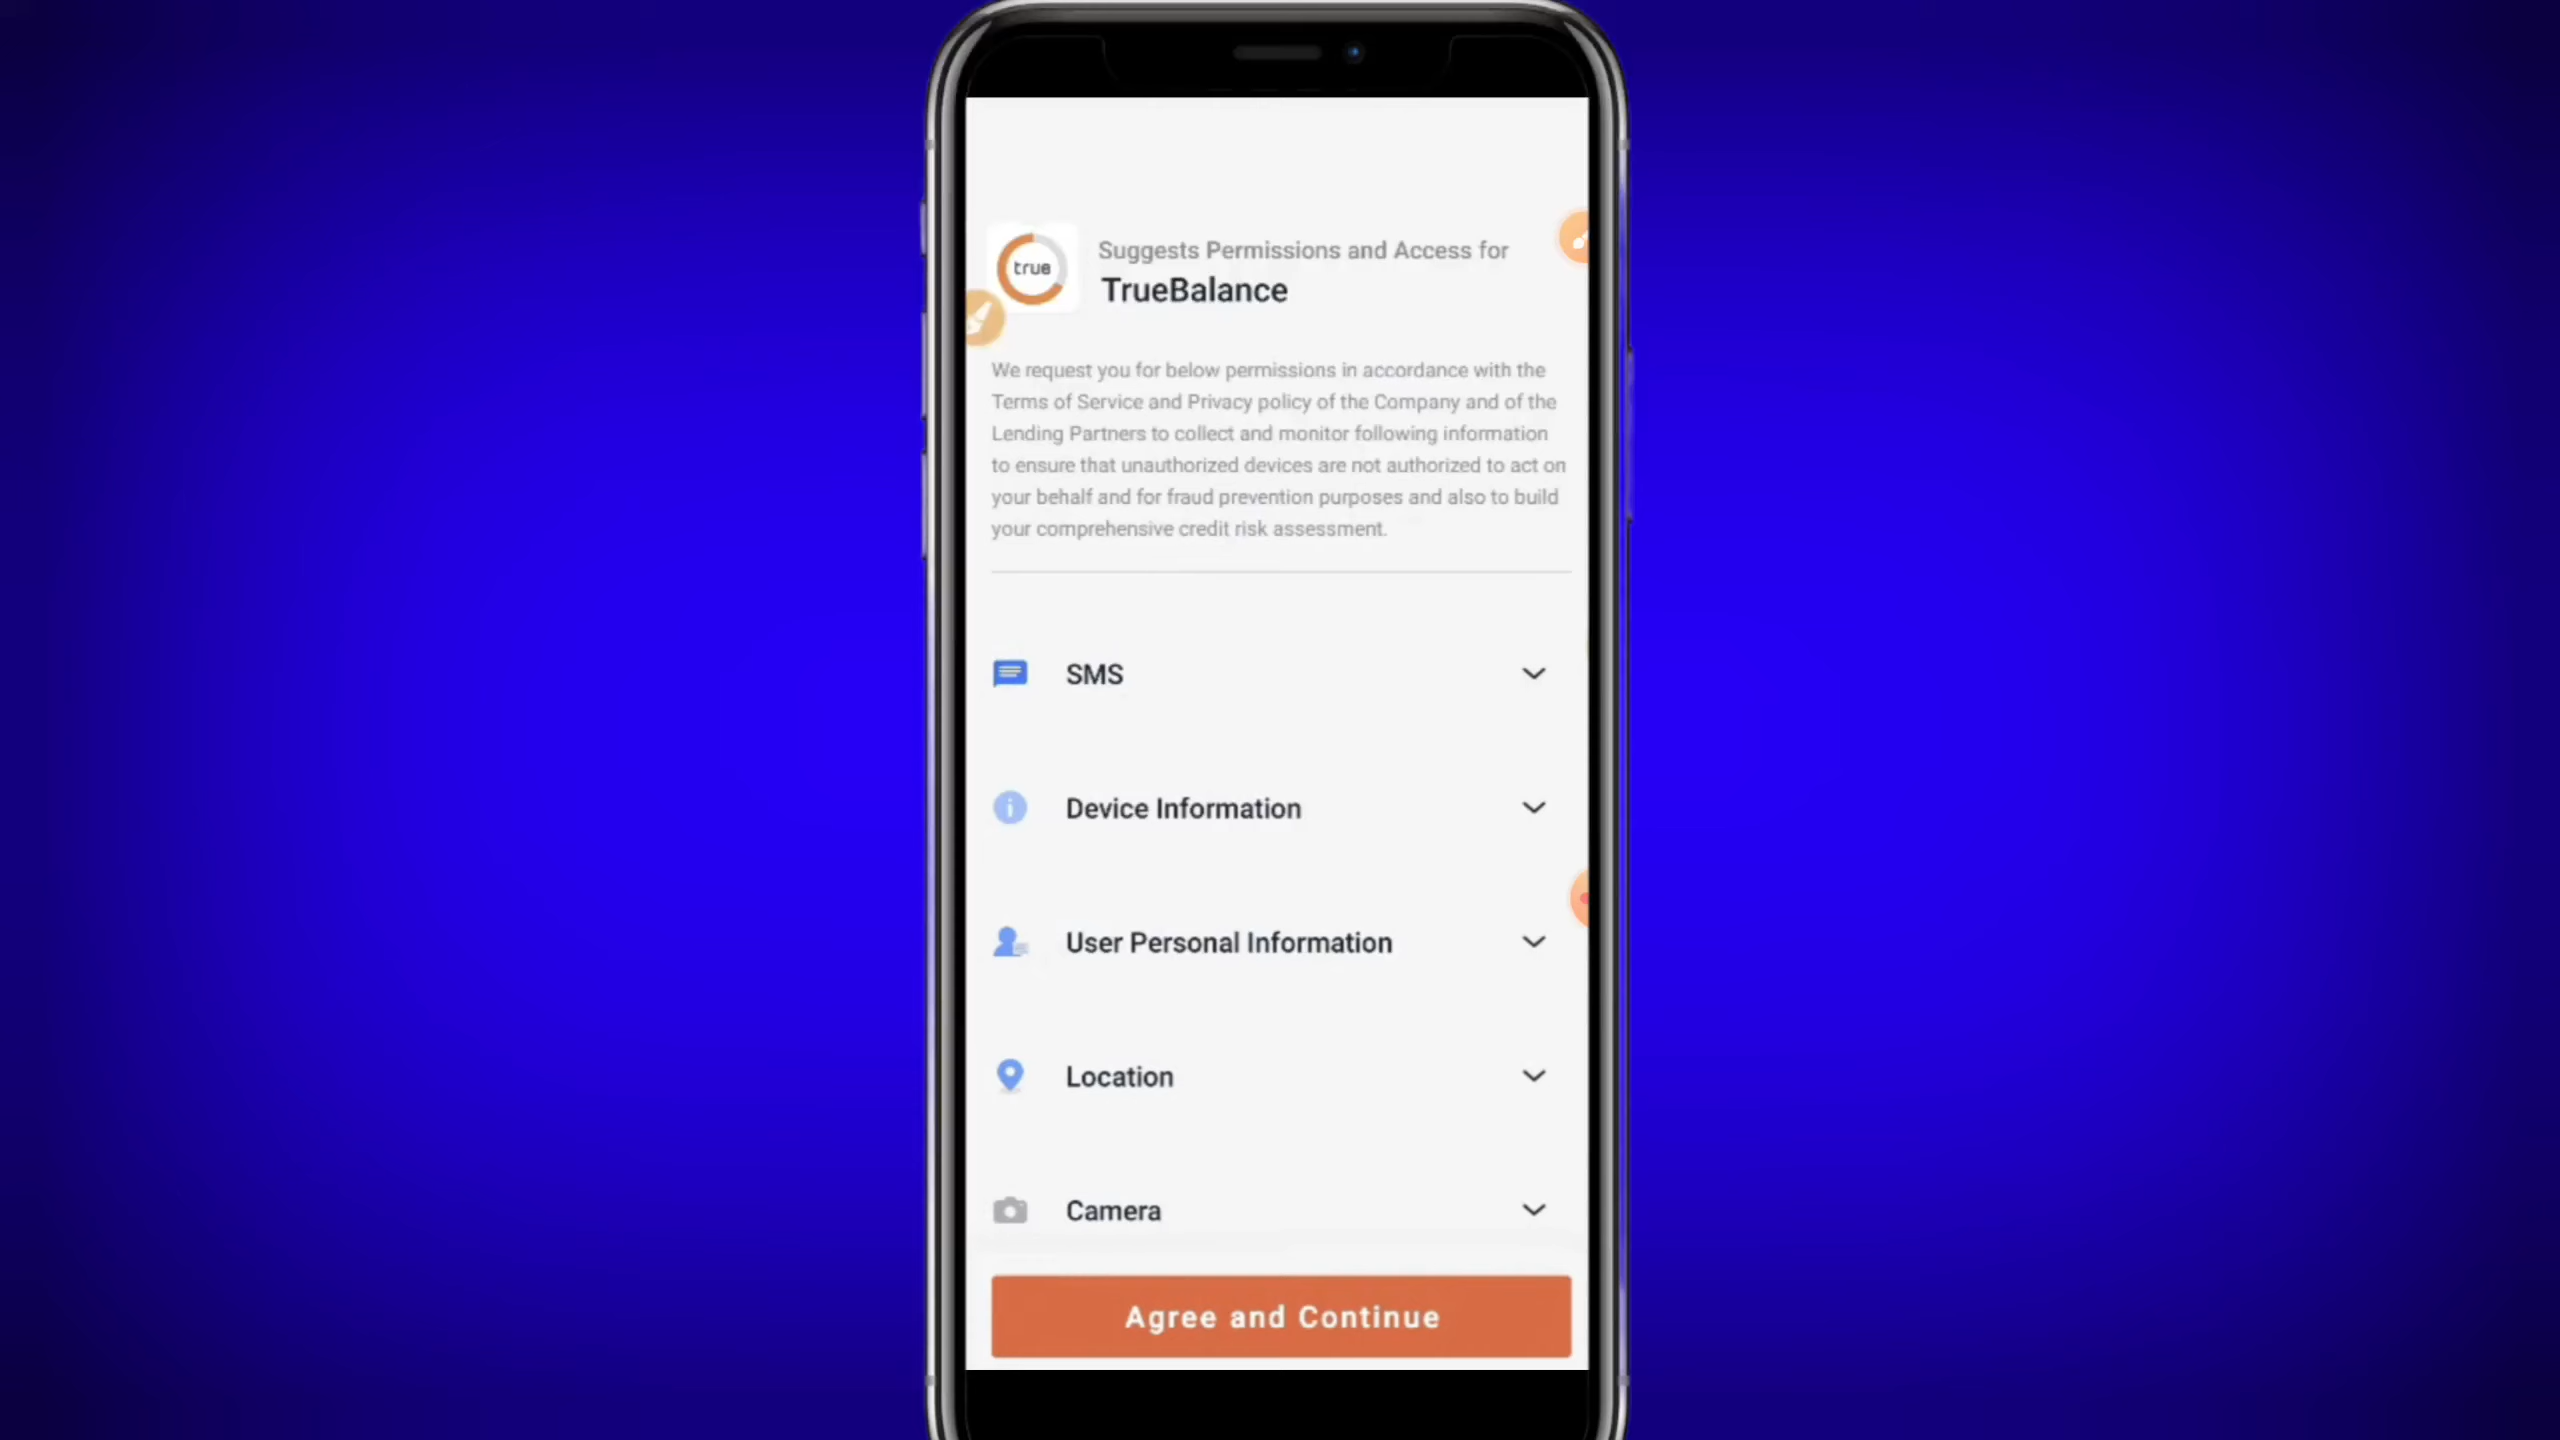 true
Suggests Permissions and Access for
TrueBalance
We request you for below permissions in accordance with the
Terms of Service and Privacy policy of the Company and of the
Lending Partners to collect and monitor following information
to ensure that unauthorized devices are not authorized to act on
your behalf and for fraud prevention purposes and also to build
your comprehensive credit risk assessment.
SMS
Device Information
User Personal Information
Location
Camera
Agree and Continue